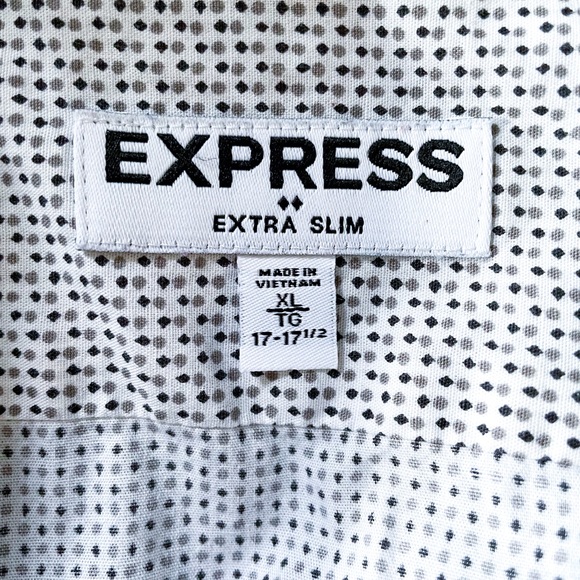 EXPRESS
EXTRA SLIM
MADE IN
VIETNAM
XL
TG
17-17 1/2